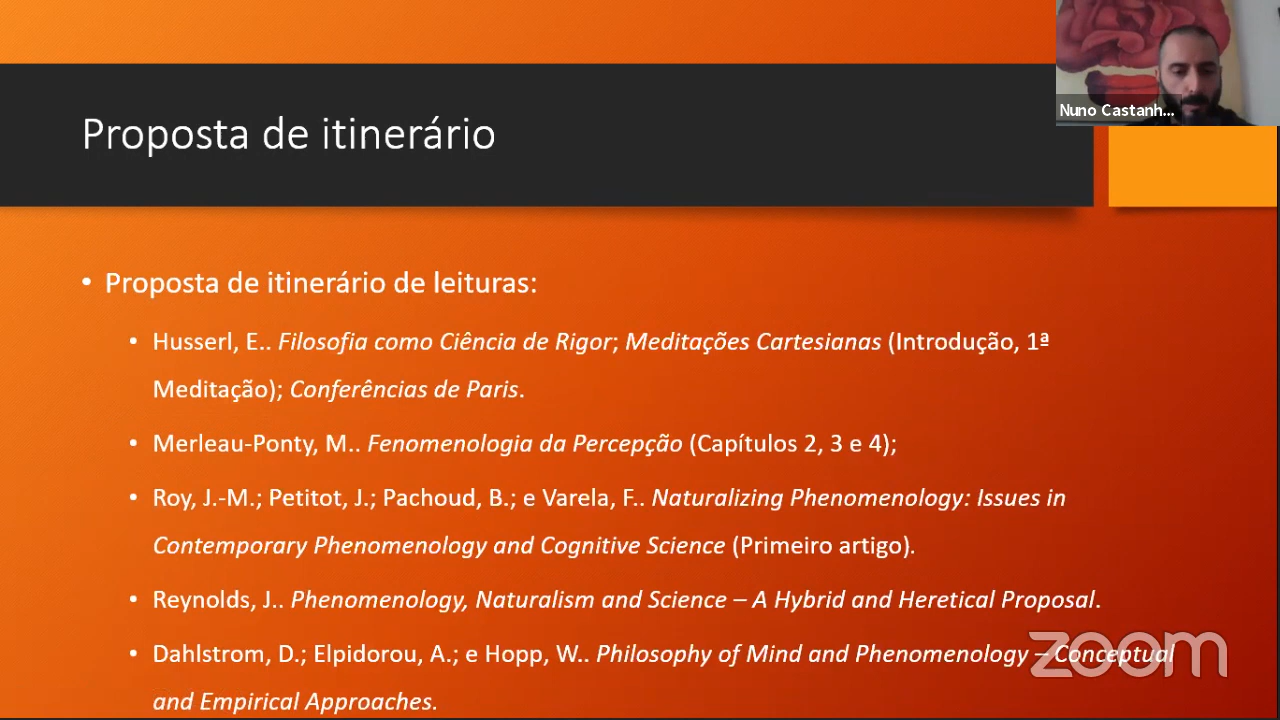 Nuno Castanh...
Proposta de itinerário
• Proposta de itinerário de leituras:
• Husserl, E.. Filosofia como Ciência de Rigor; Meditações Cartesianas (Introdução, 1ª
Meditação); Conferências de Paris.
• Merleau-Ponty, M.. Fenomenologia da Percepção (Capítulos 2, 3 e 4);
• Roy, J.-M.; Petitot, J.; Pachoud, B.; e Varela, F.. Naturalizing Phenomenology: Issues in
Contemporary Phenomenology and Cognitive Science (Primeiro artigo).
• Reynolds, J.. Phenomenology, Naturalism and Science – A Hybrid and Heretical Proposal.
• Dahlstrom, D.; Elpidorou, A.; e Hopp, W.. Philosophy of Mind and Phenomenology – Conceptual
and Empirical Approaches.
zoom